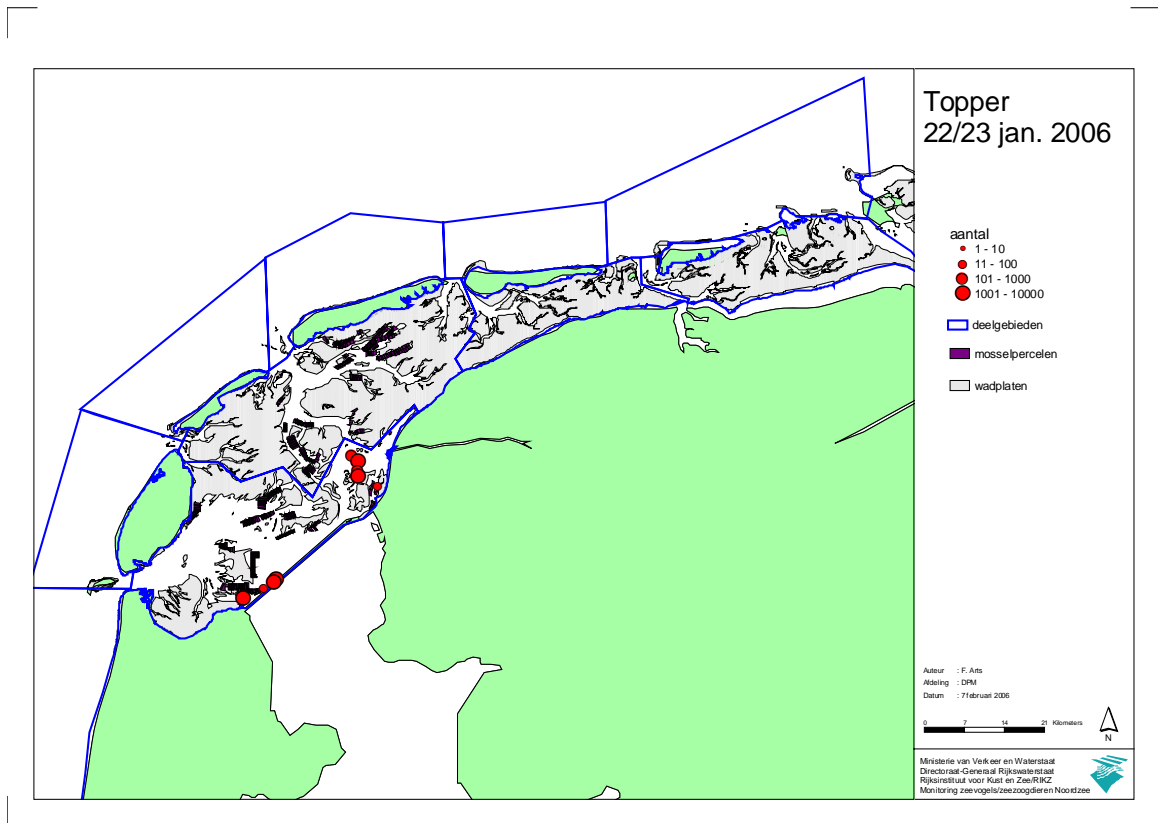 Topper
22/23 jan. 2006
aantal
1 - 10
11 - 100
101 - 1000
1001 - 10000
deelgebieden
mosselpercelen
wadplaten
Auteur : F. Arts
Afdeling : DPM
Datum : 7 februari 2006
0 7 14 21 Kilometers
N
Ministerie van Verkeer en Waterstaat
Directoraat-Generaal Rijkswaterstaat
Rijksinstituut voor Kust en Zee/RIKZ
Monitoring zeevogels/zeezoogdieren Noordzee